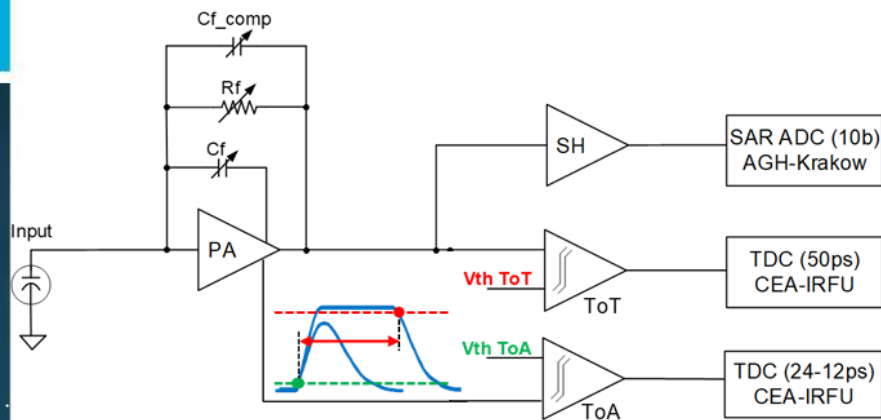 Cf_comp
Rf
Cf
Input
PA
SH
SAR ADC (10b)
AGH-Krakow
Vth ToT
ToT
TDC (50ps)
CEA-IRFU
Vth ToA
ToA
TDC (24-12ps)
CEA-IRFU